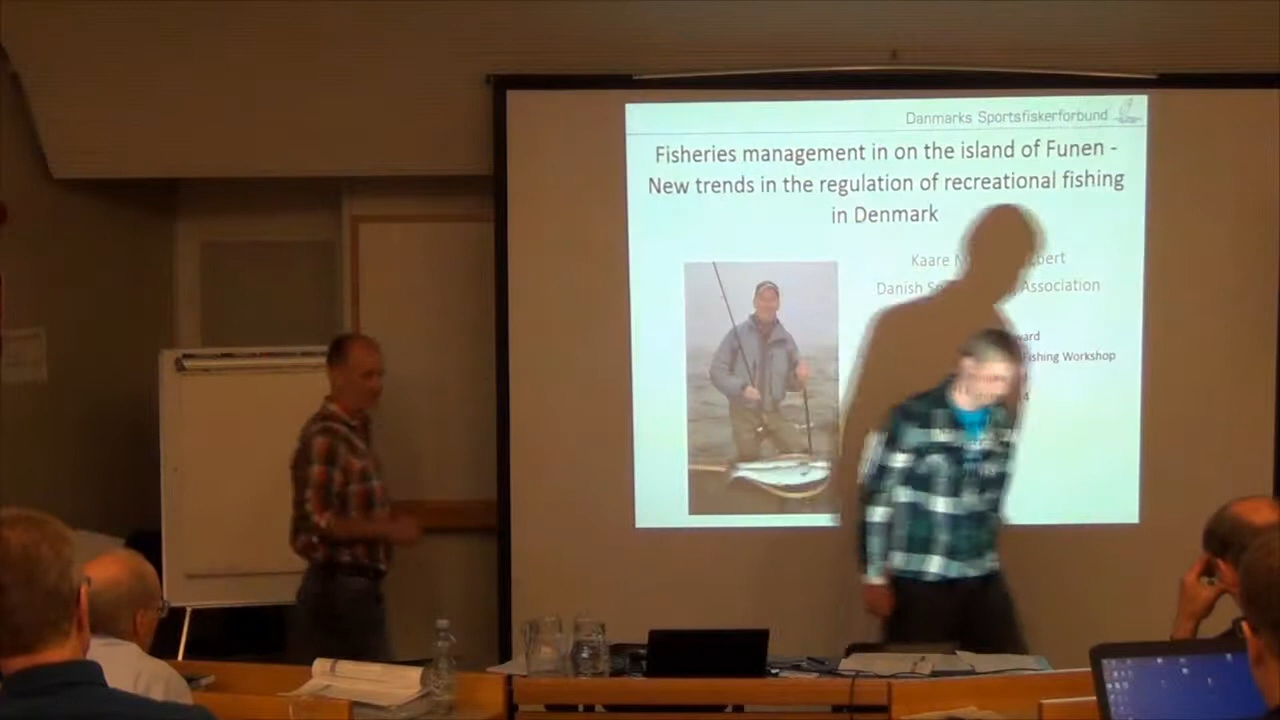 Danmarks Sportsfiskerforbund
Fisheries management in on the island of Funen -
New trends in the regulation of recreational fishing
in Denmark
Kaare
Danish Association
Fishing Workshop